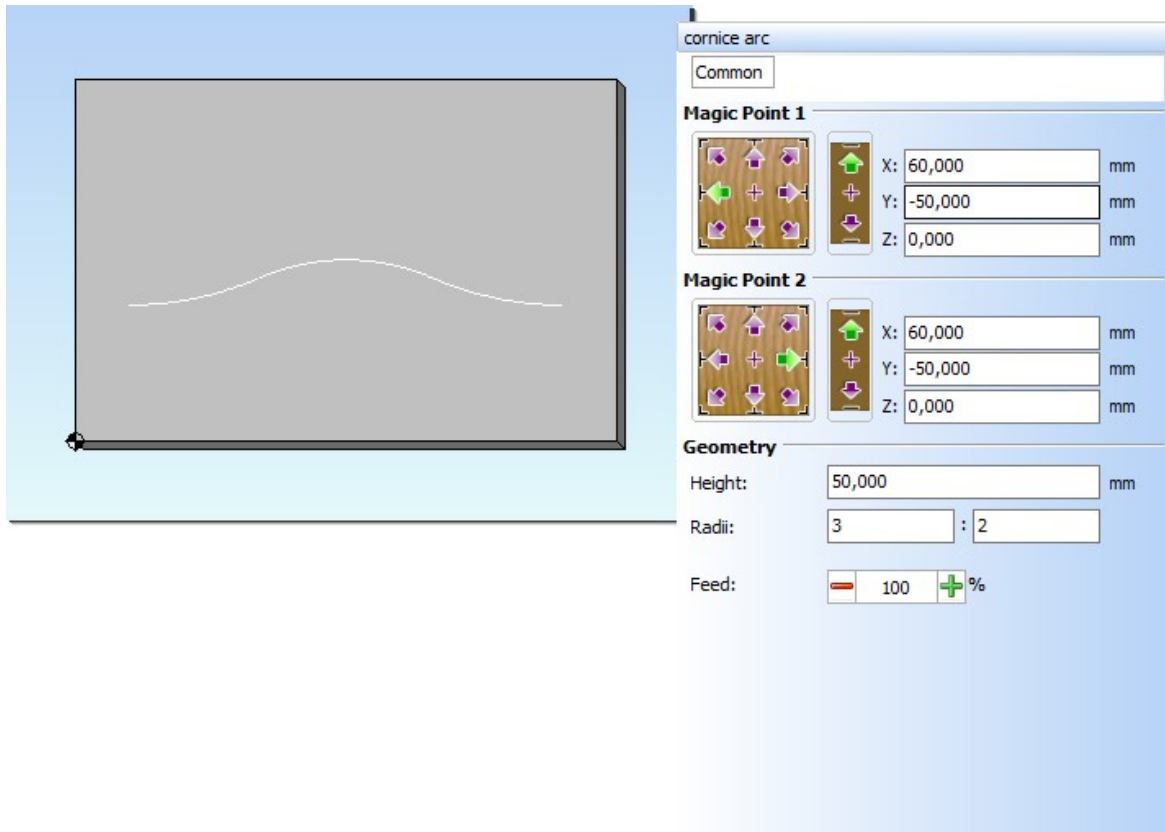 cornice arc
Common
Magic Point 1
X: 60,000 mm
Y: -50,000 mm
Z: 0,000 mm
Magic Point 2
X: 60,000 mm
Y: -50,000 mm
Z: 0,000 mm
Geometry
Height: 50,000 mm
Radii: 3 : 2
Feed: 100 %